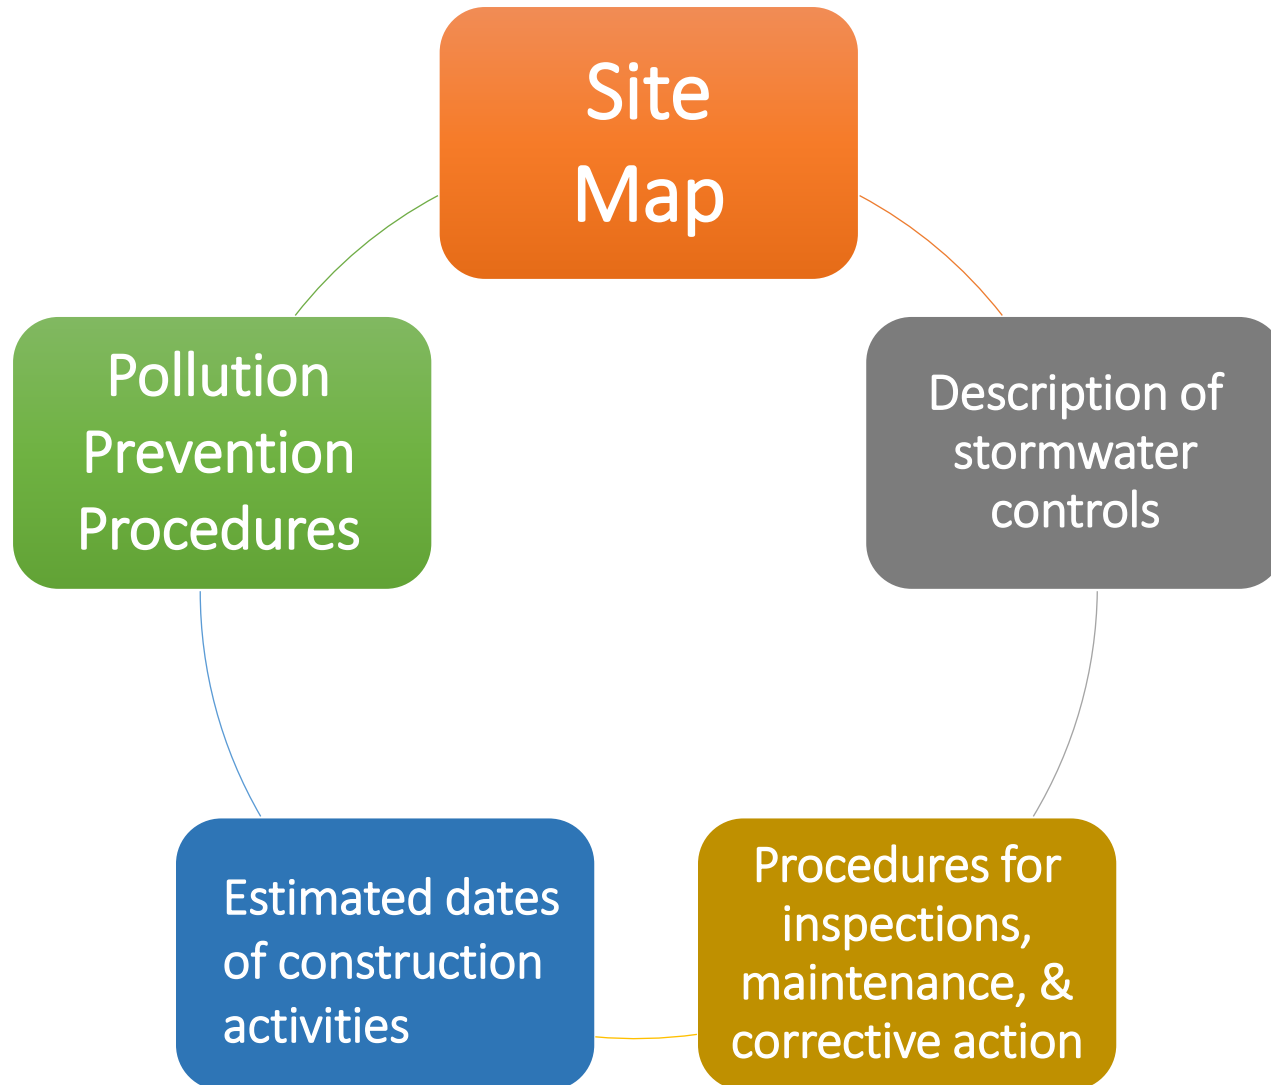 Site
Map
Pollution
Prevention
Procedures
Description of
stormwater
controls
Estimated dates
of construction
activities
Procedures for
inspections,
maintenance, &
corrective action